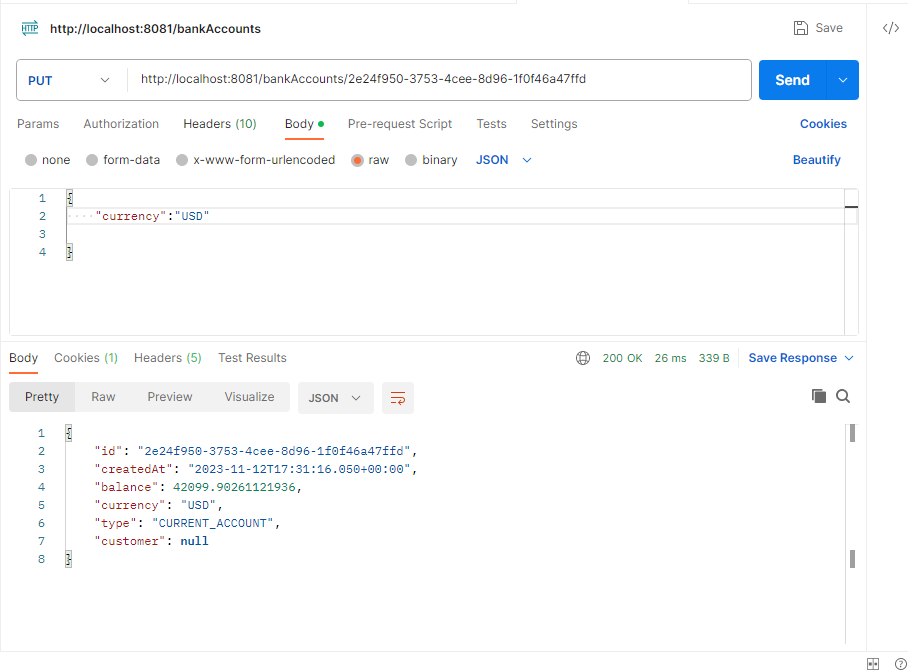 HTTP http://localhost:8081/bankAccounts Save </>
PUT http://localhost:8081/bankAccounts/2e24f950-3753-4cee-8d96-1f0f46a47ffd Send
Params Authorization Headers (10) Body Pre-request Script Tests Settings Cookies
none form-data x-www-form-urlencoded raw binary JSON Beautify
1 {
2 ····"currency":"USD"
3
4 }
Body Cookies (1) Headers (5) Test Results 200 OK 26 ms 339 B Save Response
Pretty Raw Preview Visualize JSON
1 {
2 "id": "2e24f950-3753-4cee-8d96-1f0f46a47ffd",
3 "createdAt": "2023-11-12T17:31:16.050+00:00",
4 "balance": 42099.90261121936,
5 "currency": "USD",
6 "type": "CURRENT_ACCOUNT",
7 "customer": null
8 }